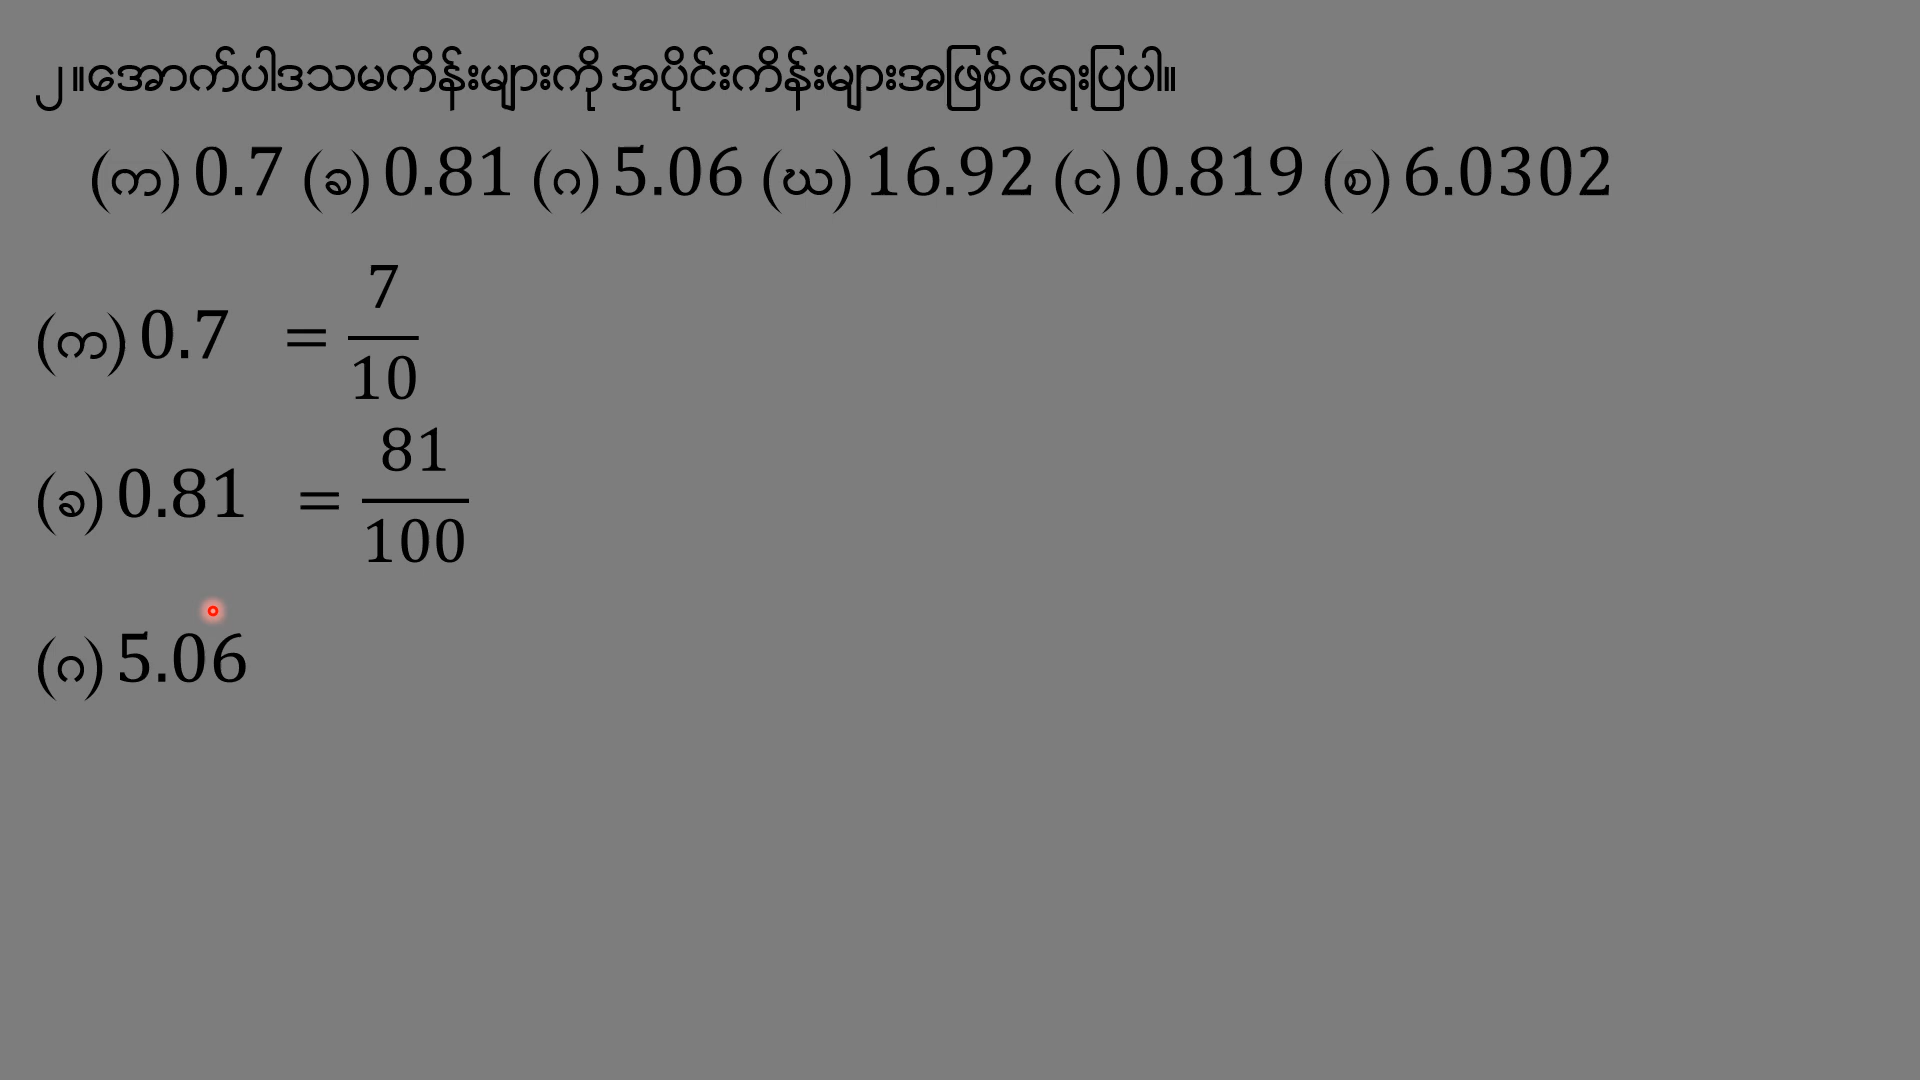 ၂။အောက်ပါဒသမကိန်းများကို အပိုင်းကိန်းများအဖြစ် ရေးပြပါ။
(က) 0.7 (ခ) 0.81 (ဂ) 5.06 (ဃ) 16.92 (င) 0.819 (စ) 6.0302
(က) 0.7 = 7/10
(ခ) 0.81 = 81/100
(ဂ) 5.06